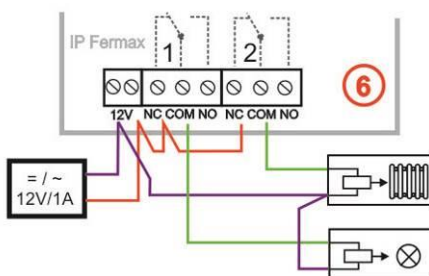 IP Fermax
1 2
6
12V NC COM NO NC COM NO
= / ~
12V/1A